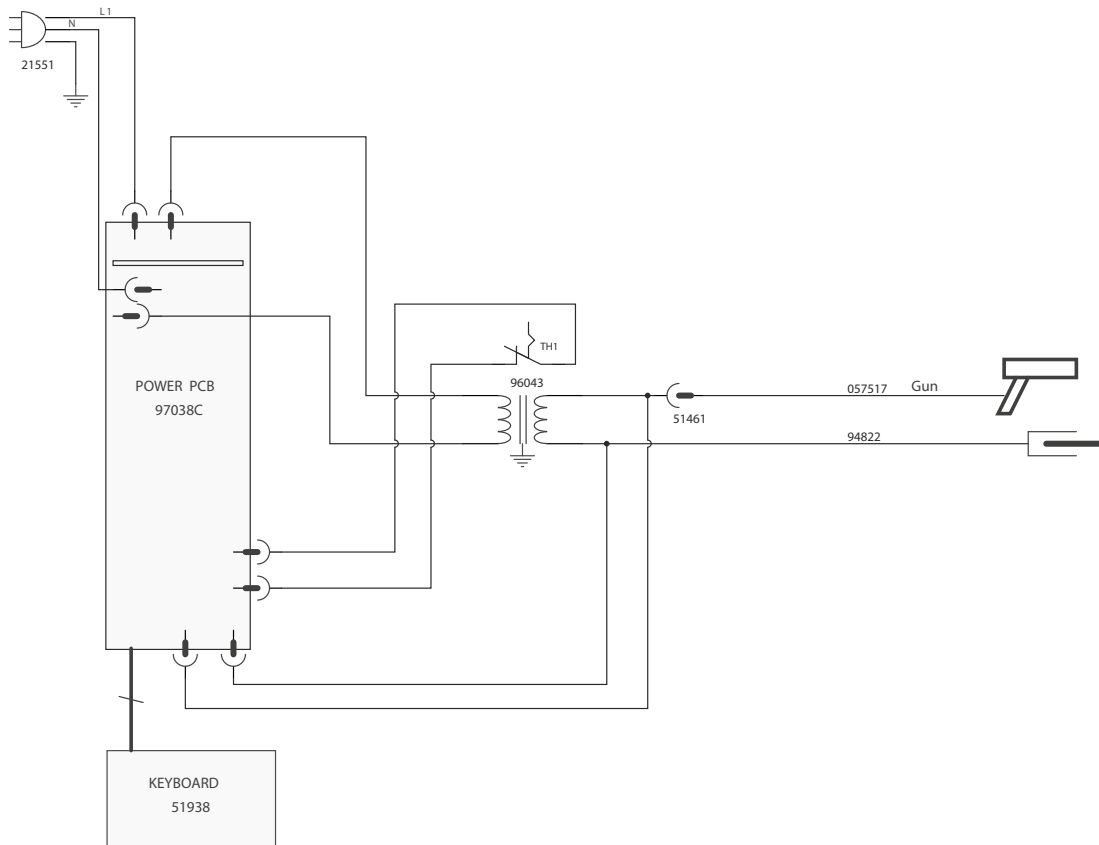 L1
N
21551
TH1
96043
POWER PCB
97038C
057517 Gun
51461
94822
KEYBOARD
51938